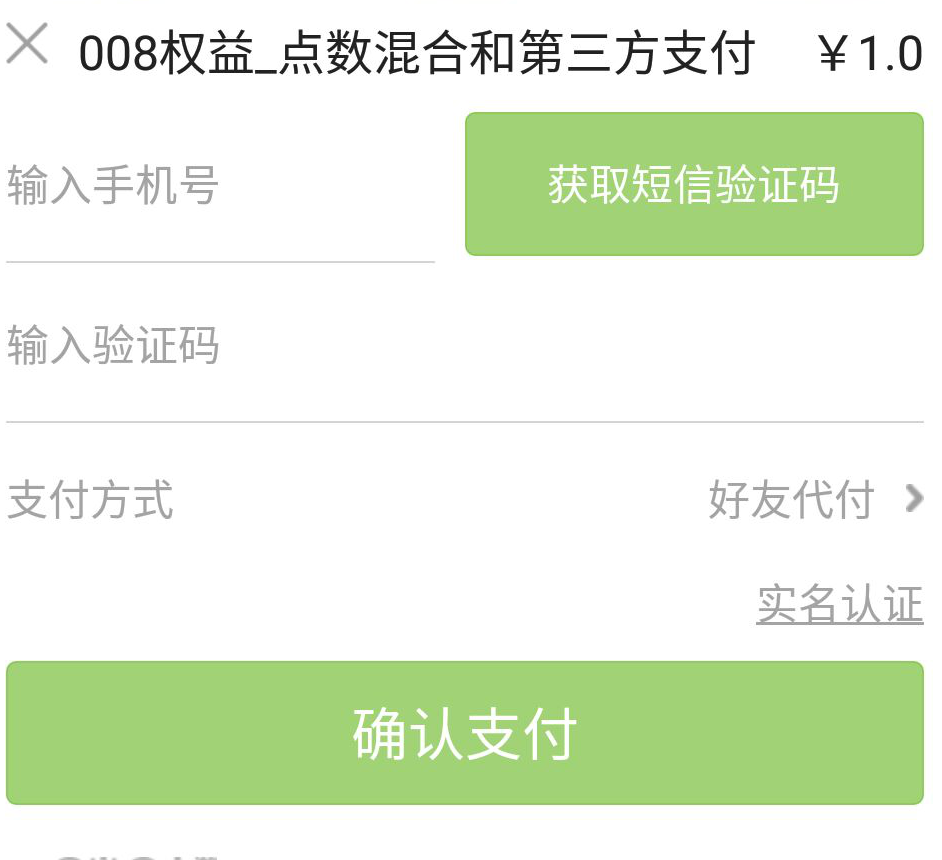 008权益_点数混合和第三方支付 ￥1.0
输入手机号 获取短信验证码
输入验证码
支付方式 好友代付
实名认证
确认支付